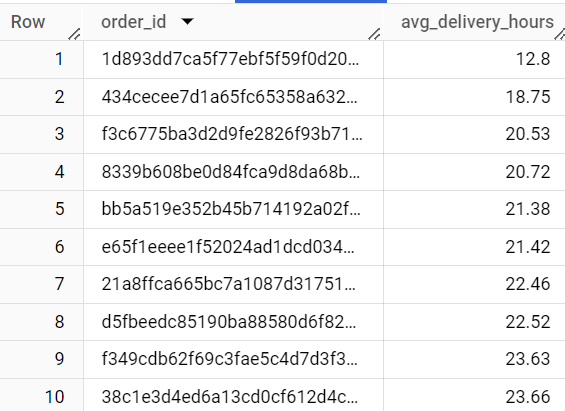 Row order_id avg_delivery_hours
1 1d893dd7ca5f77ebf5f59f0d20... 12.8
2 434cecee7d1a65fc65358a632... 18.75
3 f3c6775ba3d2d9fe2826f93b71... 20.53
4 8339b608be0d84fca9d8da68b... 20.72
5 bb5a519e352b45b714192a02f... 21.38
6 e65f1eeee1f52024ad1dcd034... 21.42
7 21a8ffca665bc7a1087d31751... 22.46
8 d5fbeedc85190ba88580d6f82... 22.52
9 f349cdb62f69c3fae5c4d7d3f3... 23.63
10 38c1e3d4ed6a13cd0cf612d4c... 23.66